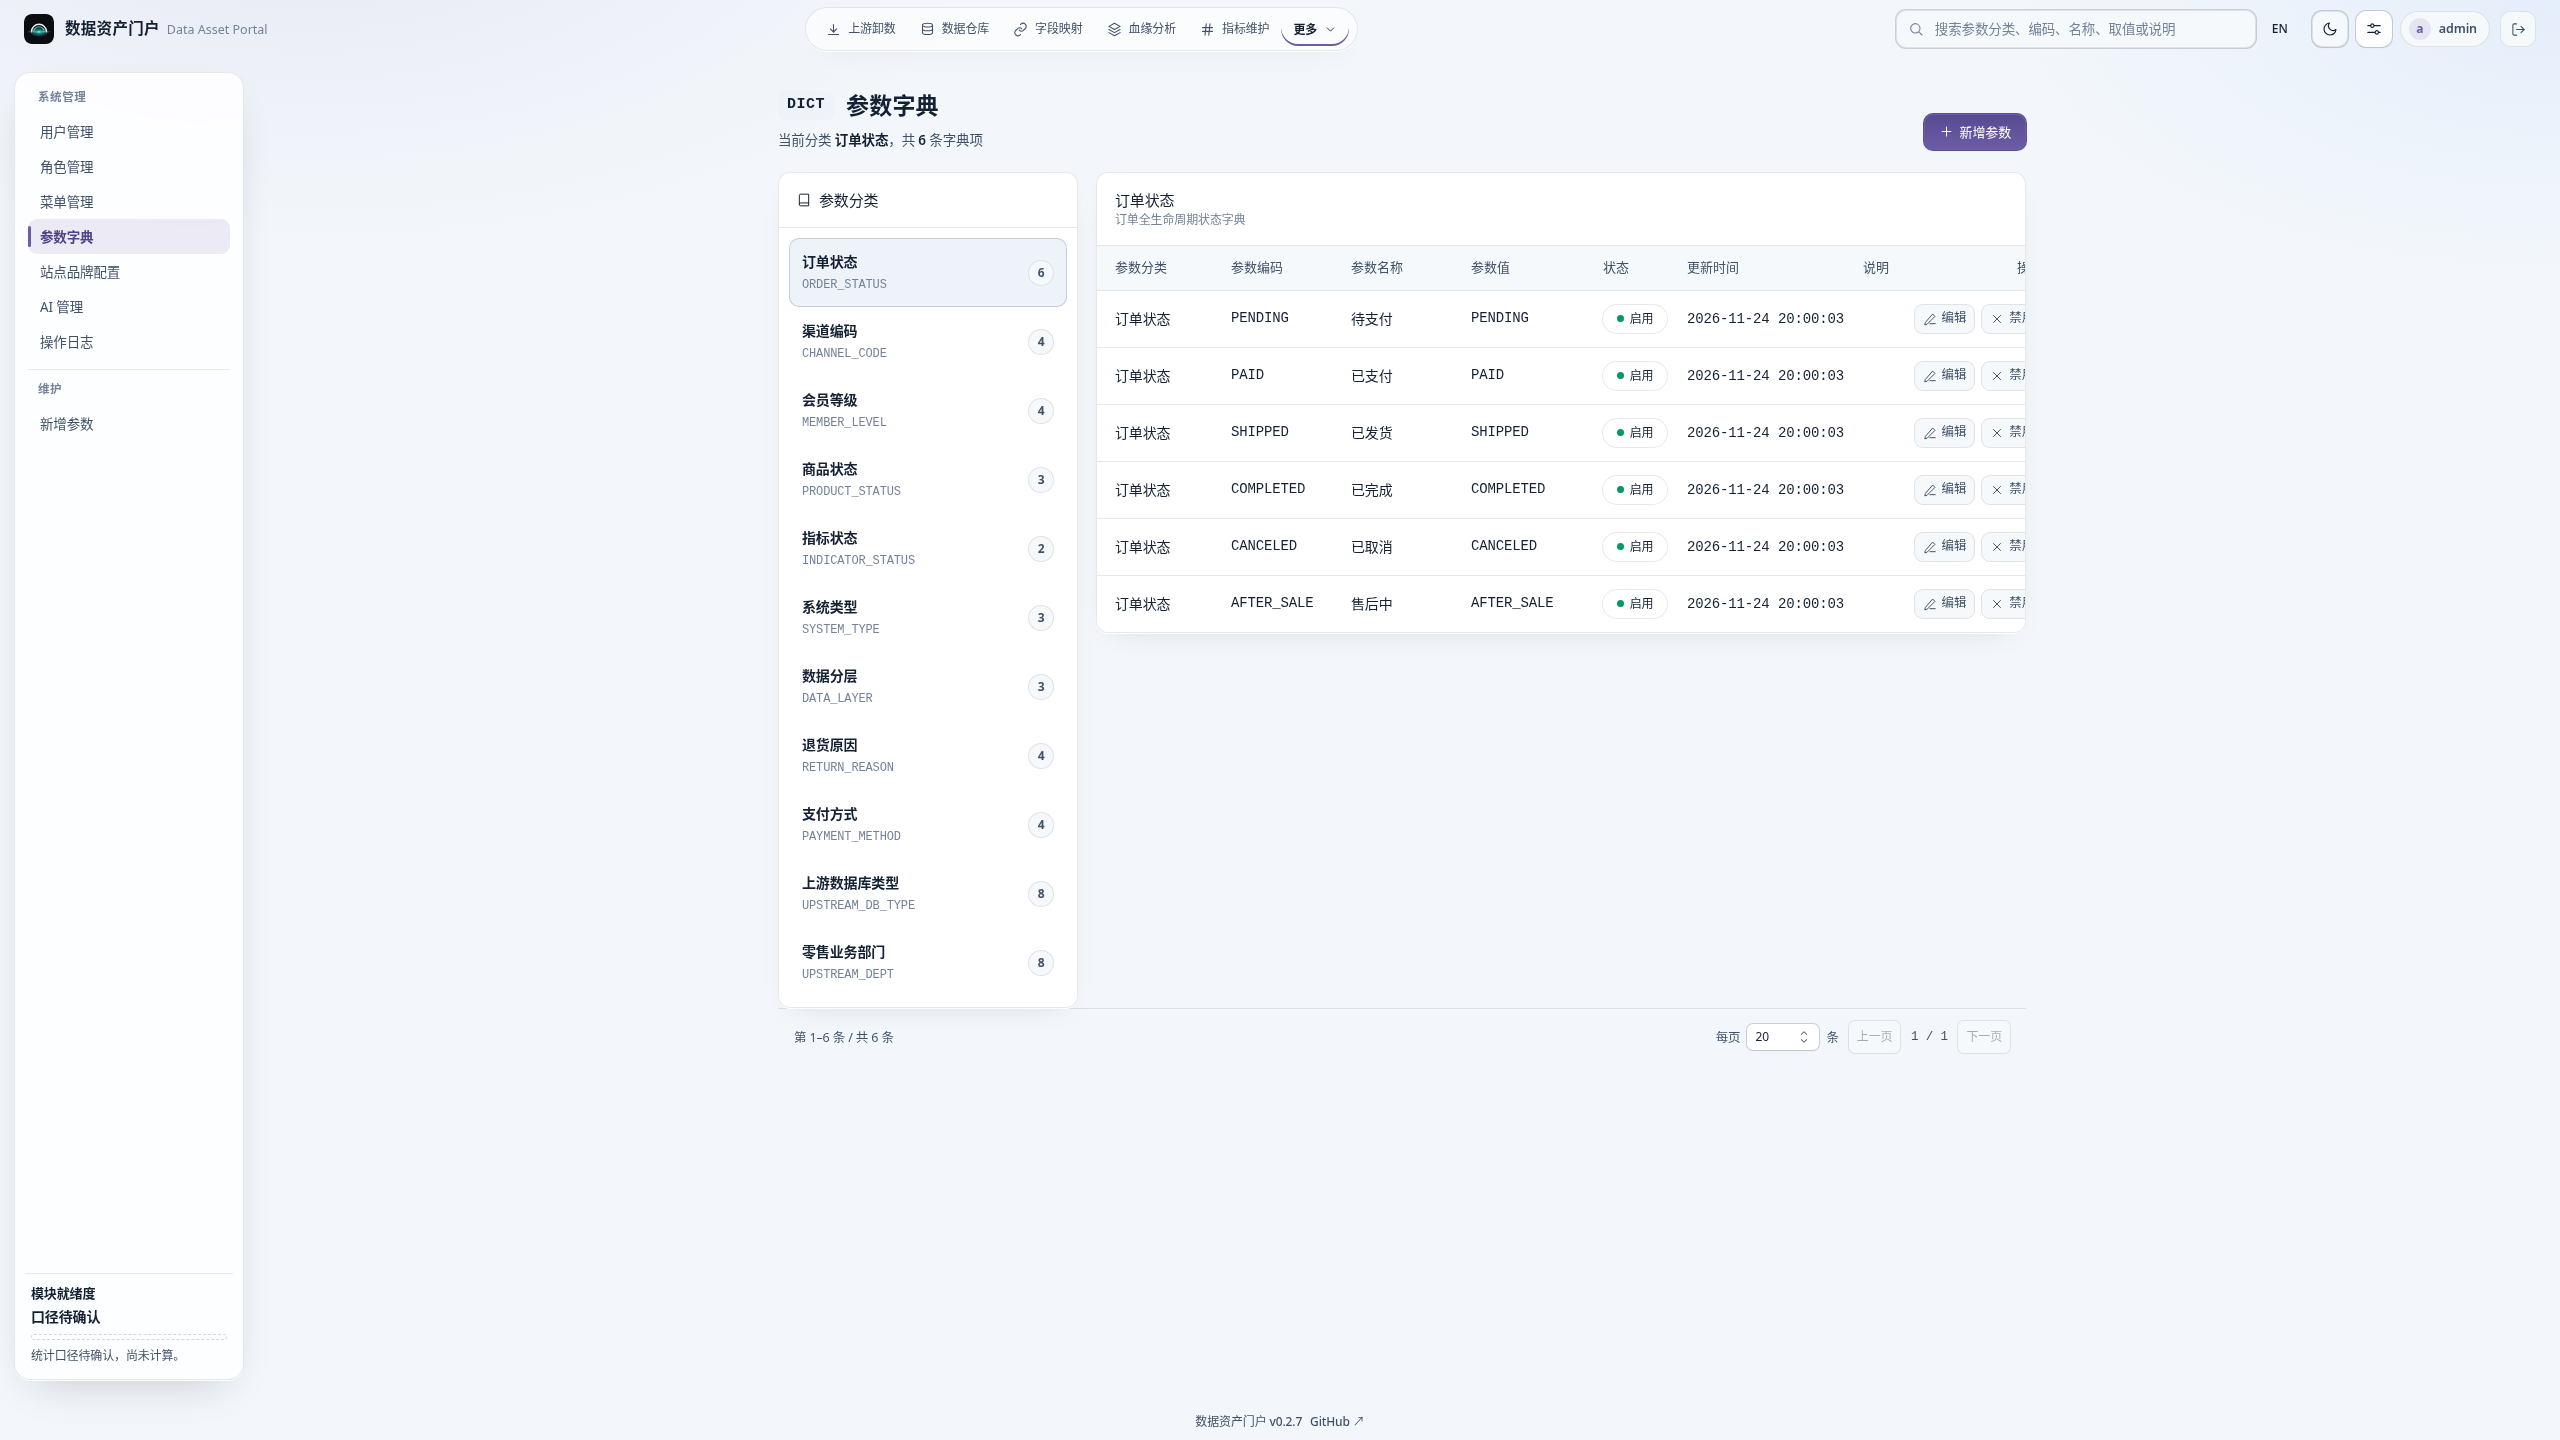 数据资产门户 Data Asset Portal
上游卸数 数据仓库 字段映射 血缘分析 指标维护 更多
搜索参数分类、编码、名称、取值或说明
EN
a admin
系统管理
用户管理
角色管理
菜单管理
参数字典
站点品牌配置
AI 管理
操作日志
维护
新增参数
模块就绪度
口径待确认
统计口径待确认，尚未计算。
DICT 参数字典
当前分类 订单状态，共 6 条字典项
新增参数
参数分类
订单状态
ORDER_STATUS
6
渠道编码
CHANNEL_CODE
4
会员等级
MEMBER_LEVEL
4
商品状态
PRODUCT_STATUS
3
指标状态
INDICATOR_STATUS
2
系统类型
SYSTEM_TYPE
3
数据分层
DATA_LAYER
3
退货原因
RETURN_REASON
4
支付方式
PAYMENT_METHOD
4
上游数据库类型
UPSTREAM_DB_TYPE
8
零售业务部门
UPSTREAM_DEPT
8
订单状态
订单全生命周期状态字典
参数分类 参数编码 参数名称 参数值 状态 更新时间 说明
订单状态 PENDING 待支付 PENDING 启用 2026-11-24 20:00:03 编辑 禁
订单状态 PAID 已支付 PAID 启用 2026-11-24 20:00:03 编辑 禁
订单状态 SHIPPED 已发货 SHIPPED 启用 2026-11-24 20:00:03 编辑 禁
订单状态 COMPLETED 已完成 COMPLETED 启用 2026-11-24 20:00:03 编辑 禁
订单状态 CANCELED 已取消 CANCELED 启用 2026-11-24 20:00:03 编辑 禁
订单状态 AFTER_SALE 售后中 AFTER_SALE 启用 2026-11-24 20:00:03 编辑 禁
第 1–6 条 / 共 6 条
每页 20 条 上一页 1 / 1 下一页
数据资产门户 v0.2.7 GitHub ↗